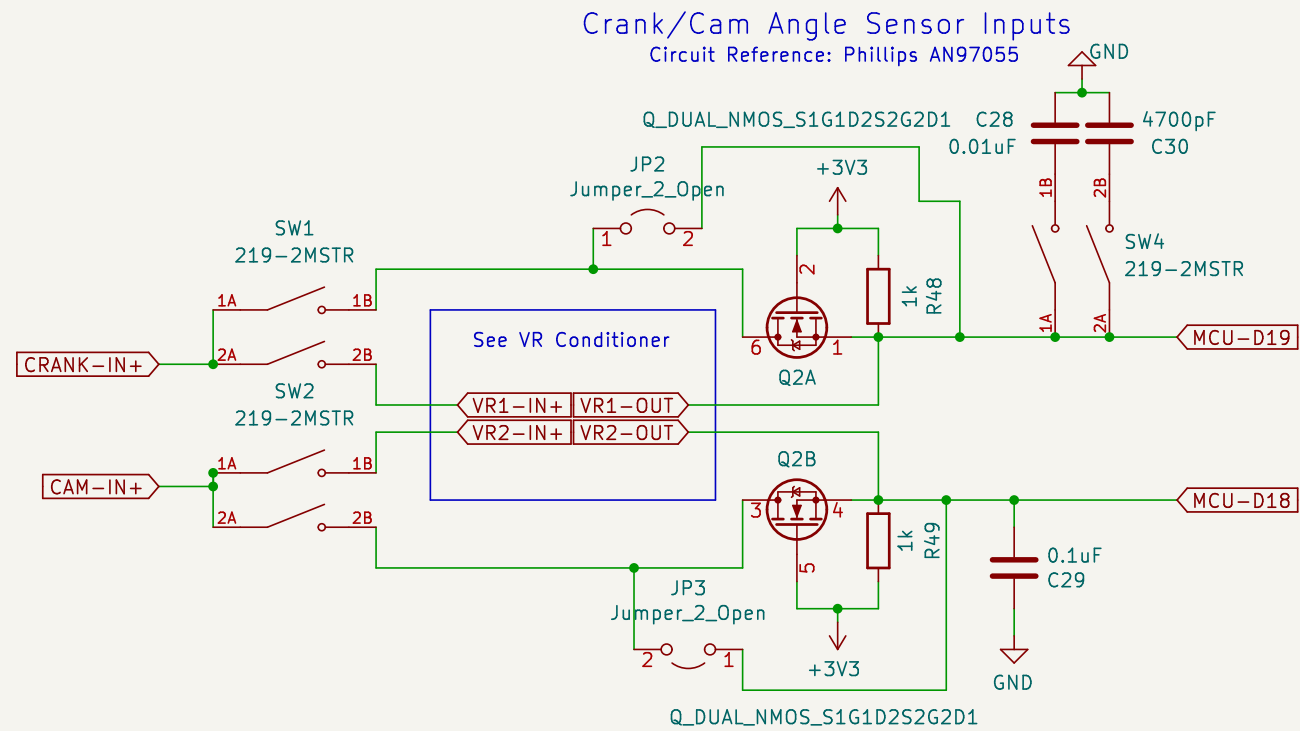 Crank/Cam Angle Sensor Inputs
Circuit Reference: Phillips AN97055
GND
Q_DUAL_NMOS_S1G1D2S2G2D1
C28
0.01uF
4700pF
C30
JP2
Jumper_2_Open
1
2
+3V3
1B
2B
SW1
219-2MSTR
SW4
219-2MSTR
2
1k
R48
1A
1B
1A
2A
CRANK-IN+
2A
2B
6
1
Q2A
MCU-D19
See VR Conditioner
SW2
219-2MSTR
VR1-IN+
VR1-OUT
VR2-IN+
VR2-OUT
1A
1B
Q2B
CAM-IN+
2A
2B
3
4
MCU-D18
5
1k
R49
0.1uF
C29
JP3
Jumper_2_Open
2
1
+3V3
GND
Q_DUAL_NMOS_S1G1D2S2G2D1